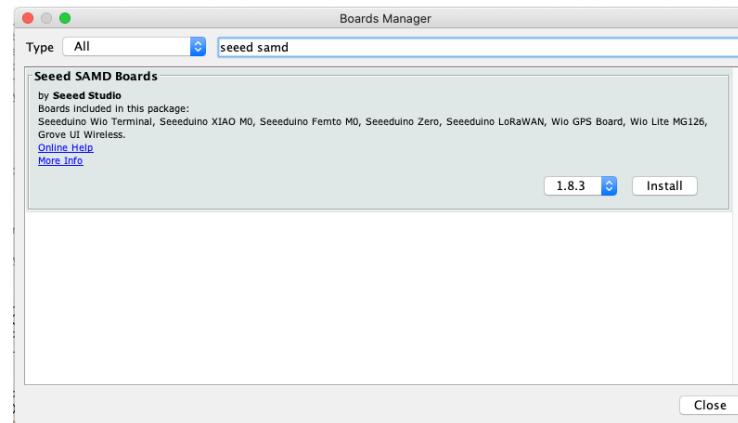 Boards Manager
Type All seeed samd
Seeed SAMD Boards
by Seeed Studio
Boards included in this package:
Seeeduino Wio Terminal, Seeeduino XIAO M0, Seeeduino Femto M0, Seeeduino Zero, Seeeduino LoRaWAN, Wio GPS Board, Wio Lite MG126,
Grove UI Wireless.
Online Help
More Info
1.8.3 Install
Close